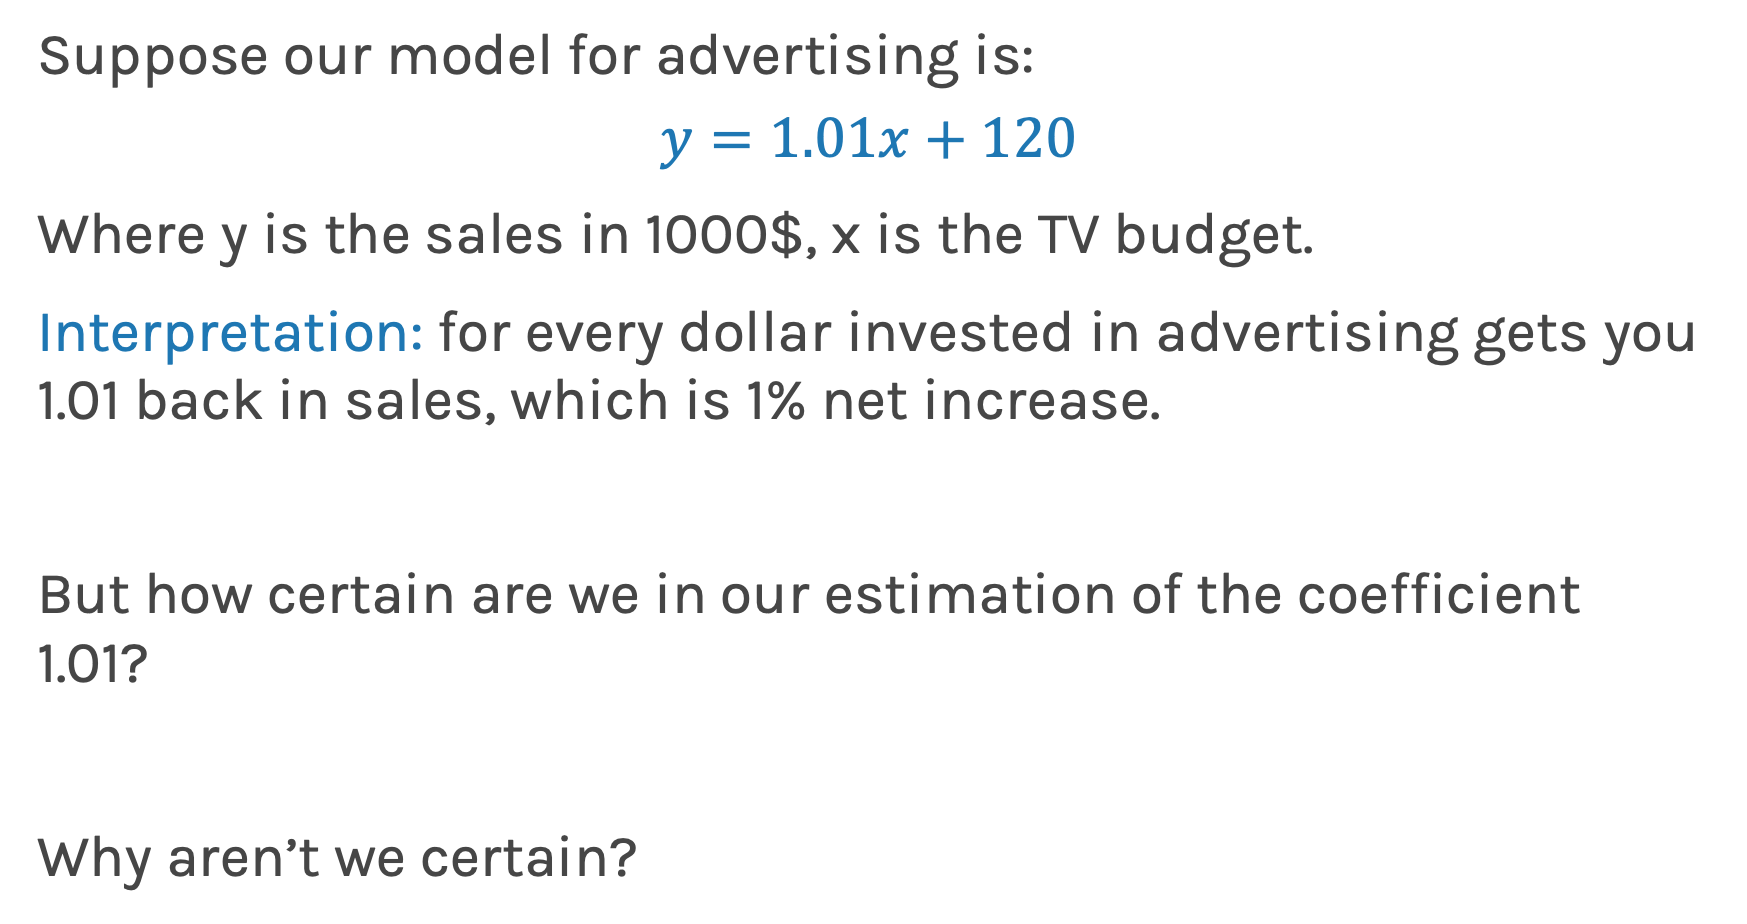 Suppose our model for advertising is:
y = 1.01x + 120
Where y is the sales in 1000$, x is the TV budget.
Interpretation: for every dollar invested in advertising gets you
1.01 back in sales, which is 1% net increase.
But how certain are we in our estimation of the coefficient
1.01?
Why aren’t we certain?